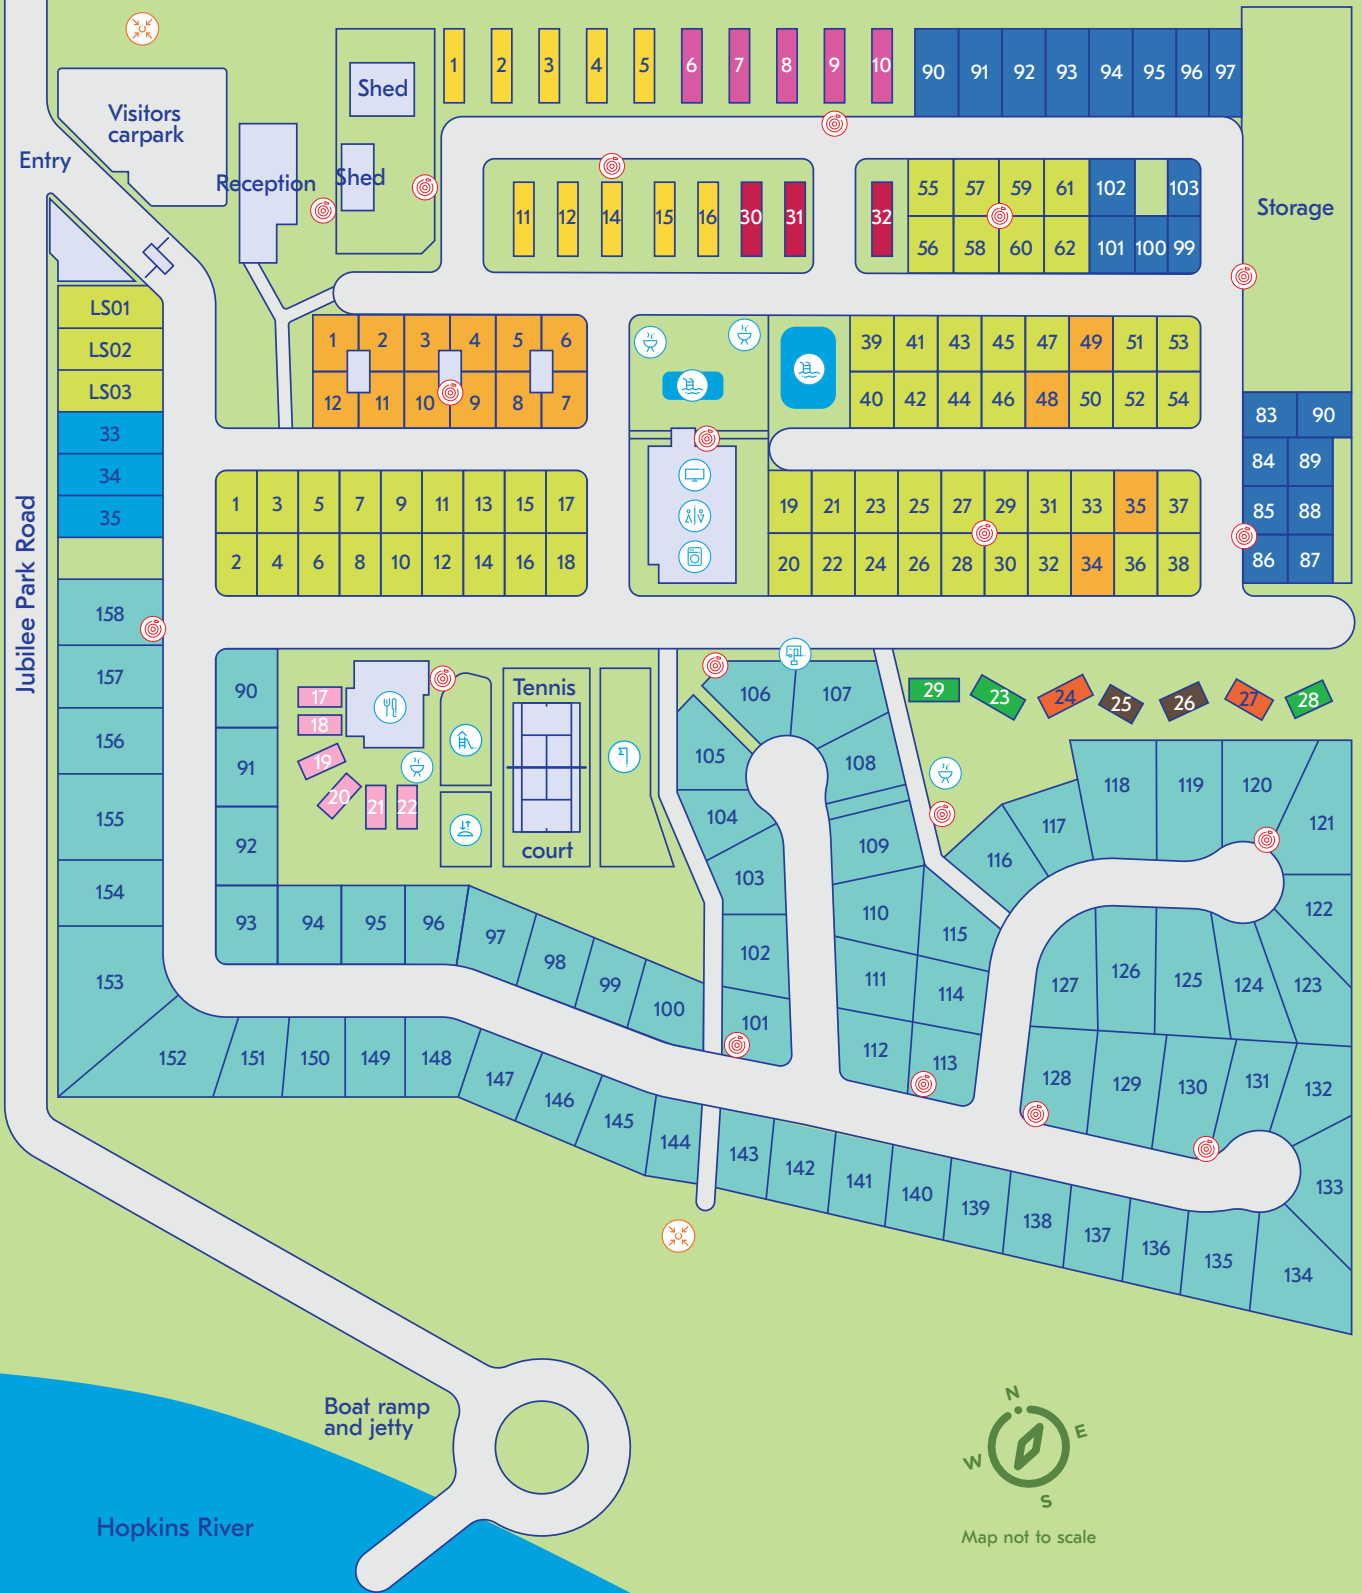 1 2 3 4 5 6 7 8 9 10 90 91 92 93 94 95 96 97
Shed
Visitors
carpark
Entry
Reception
Shed
Storage
11 12 14 15 16 30 31 32
55 57 59 61 102 103
56 58 60 62 101 100 99
LS01
LS02
LS03
33
34
35
1 2 3 4 5 6
12 11 10 9 8 7
39 41 43 45 47 49 51 53
40 42 44 46 48 50 52 54
83 90
84 89
85 88
86 87
1 3 5 7 9 11 13 15 17
2 4 6 8 10 12 14 16 18
19 21 23 25 27 29 31 33 35 37
20 22 24 26 28 30 32 34 36 38
Jubilee Park Road
158
157
156
155
154
153
90
91
92
93 94 95 96 97 98 99 100
17
18
19
20
21 22
Tennis
court
106 107
105
108
104
109
103
110
102
111
101
112
115
114
113
29 23 24 25 26 27 28
118 119 120
121
117
116
122
127 126 125 124 123
128 129 130 131 132
133
152 151 150 149 148 147 146 145 144 143 142 141 140 139 138 137 136 135 134
Boat ramp
and jetty
Hopkins River
N
E
W
S
Map not to scale